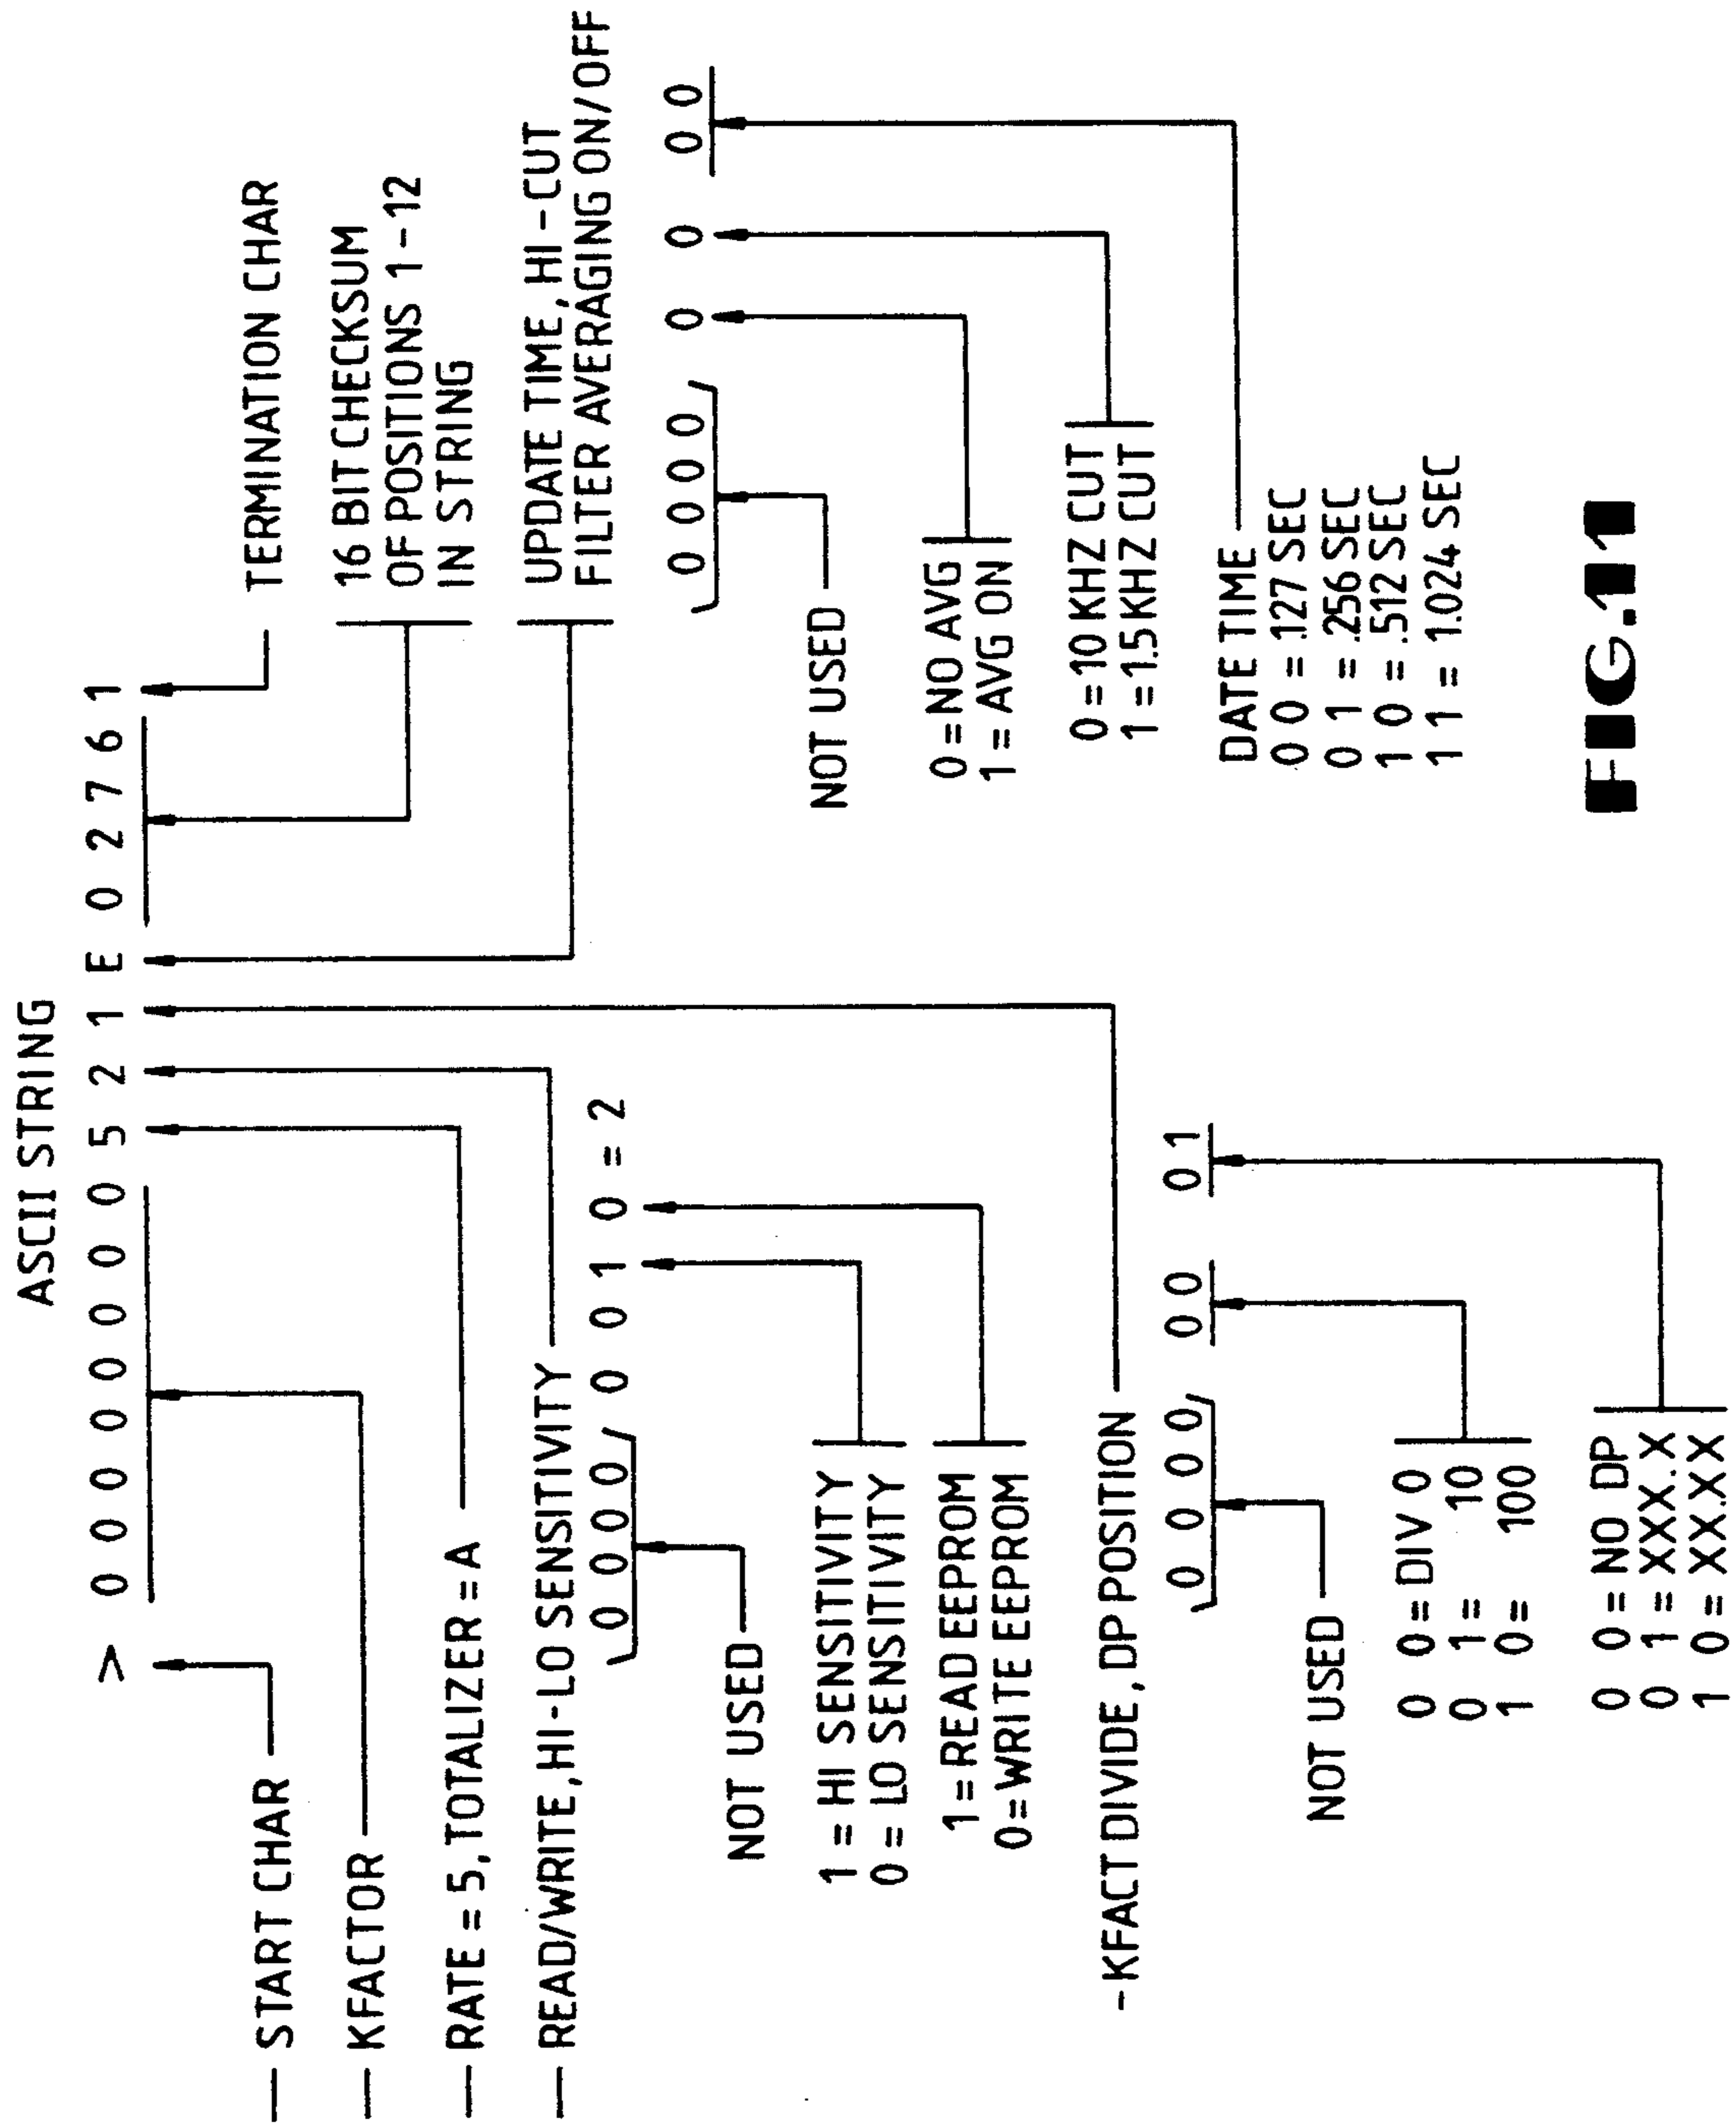 ASCII STRING
> 0 0 0 0 0 0 0 0 5 2 1 E 0 2 7 6 1
START CHAR
KFACTOR
RATE = 5, TOTALIZER = A
READ/WRITE, HI-LO SENSITIVITY
0 0 0 0 0 0 1 0 = 2
NOT USED
1 = HI SENSITIVITY
0 = LO SENSITIVITY
1 = READ EEPROM
0 = WRITE EEPROM
- KFACT DIVIDE, DP POSITION
0 0 0 0 0 0 0 1
NOT USED
0 0 = DIV 0
0 1 = 10
1 0 = 100
0 0 = NO DP
0 1 = XXX.X
1 0 = XX.XX
TERMINATION CHAR
16 BIT CHECKSUM
OF POSITIONS 1-12
IN STRING
UPDATE TIME, HI-CUT
FILTER AVERAGING ON/OFF
0 0 0 0 0 0 0 0
NOT USED
0 = NO AVG
1 = AVG ON
0 = 10 KHZ CUT
1 = 1.5 KHZ CUT
DATE TIME
0 0 = .127 SEC
0 1 = .256 SEC
1 0 = .512 SEC
1 1 = 1.024 SEC
FIG.11